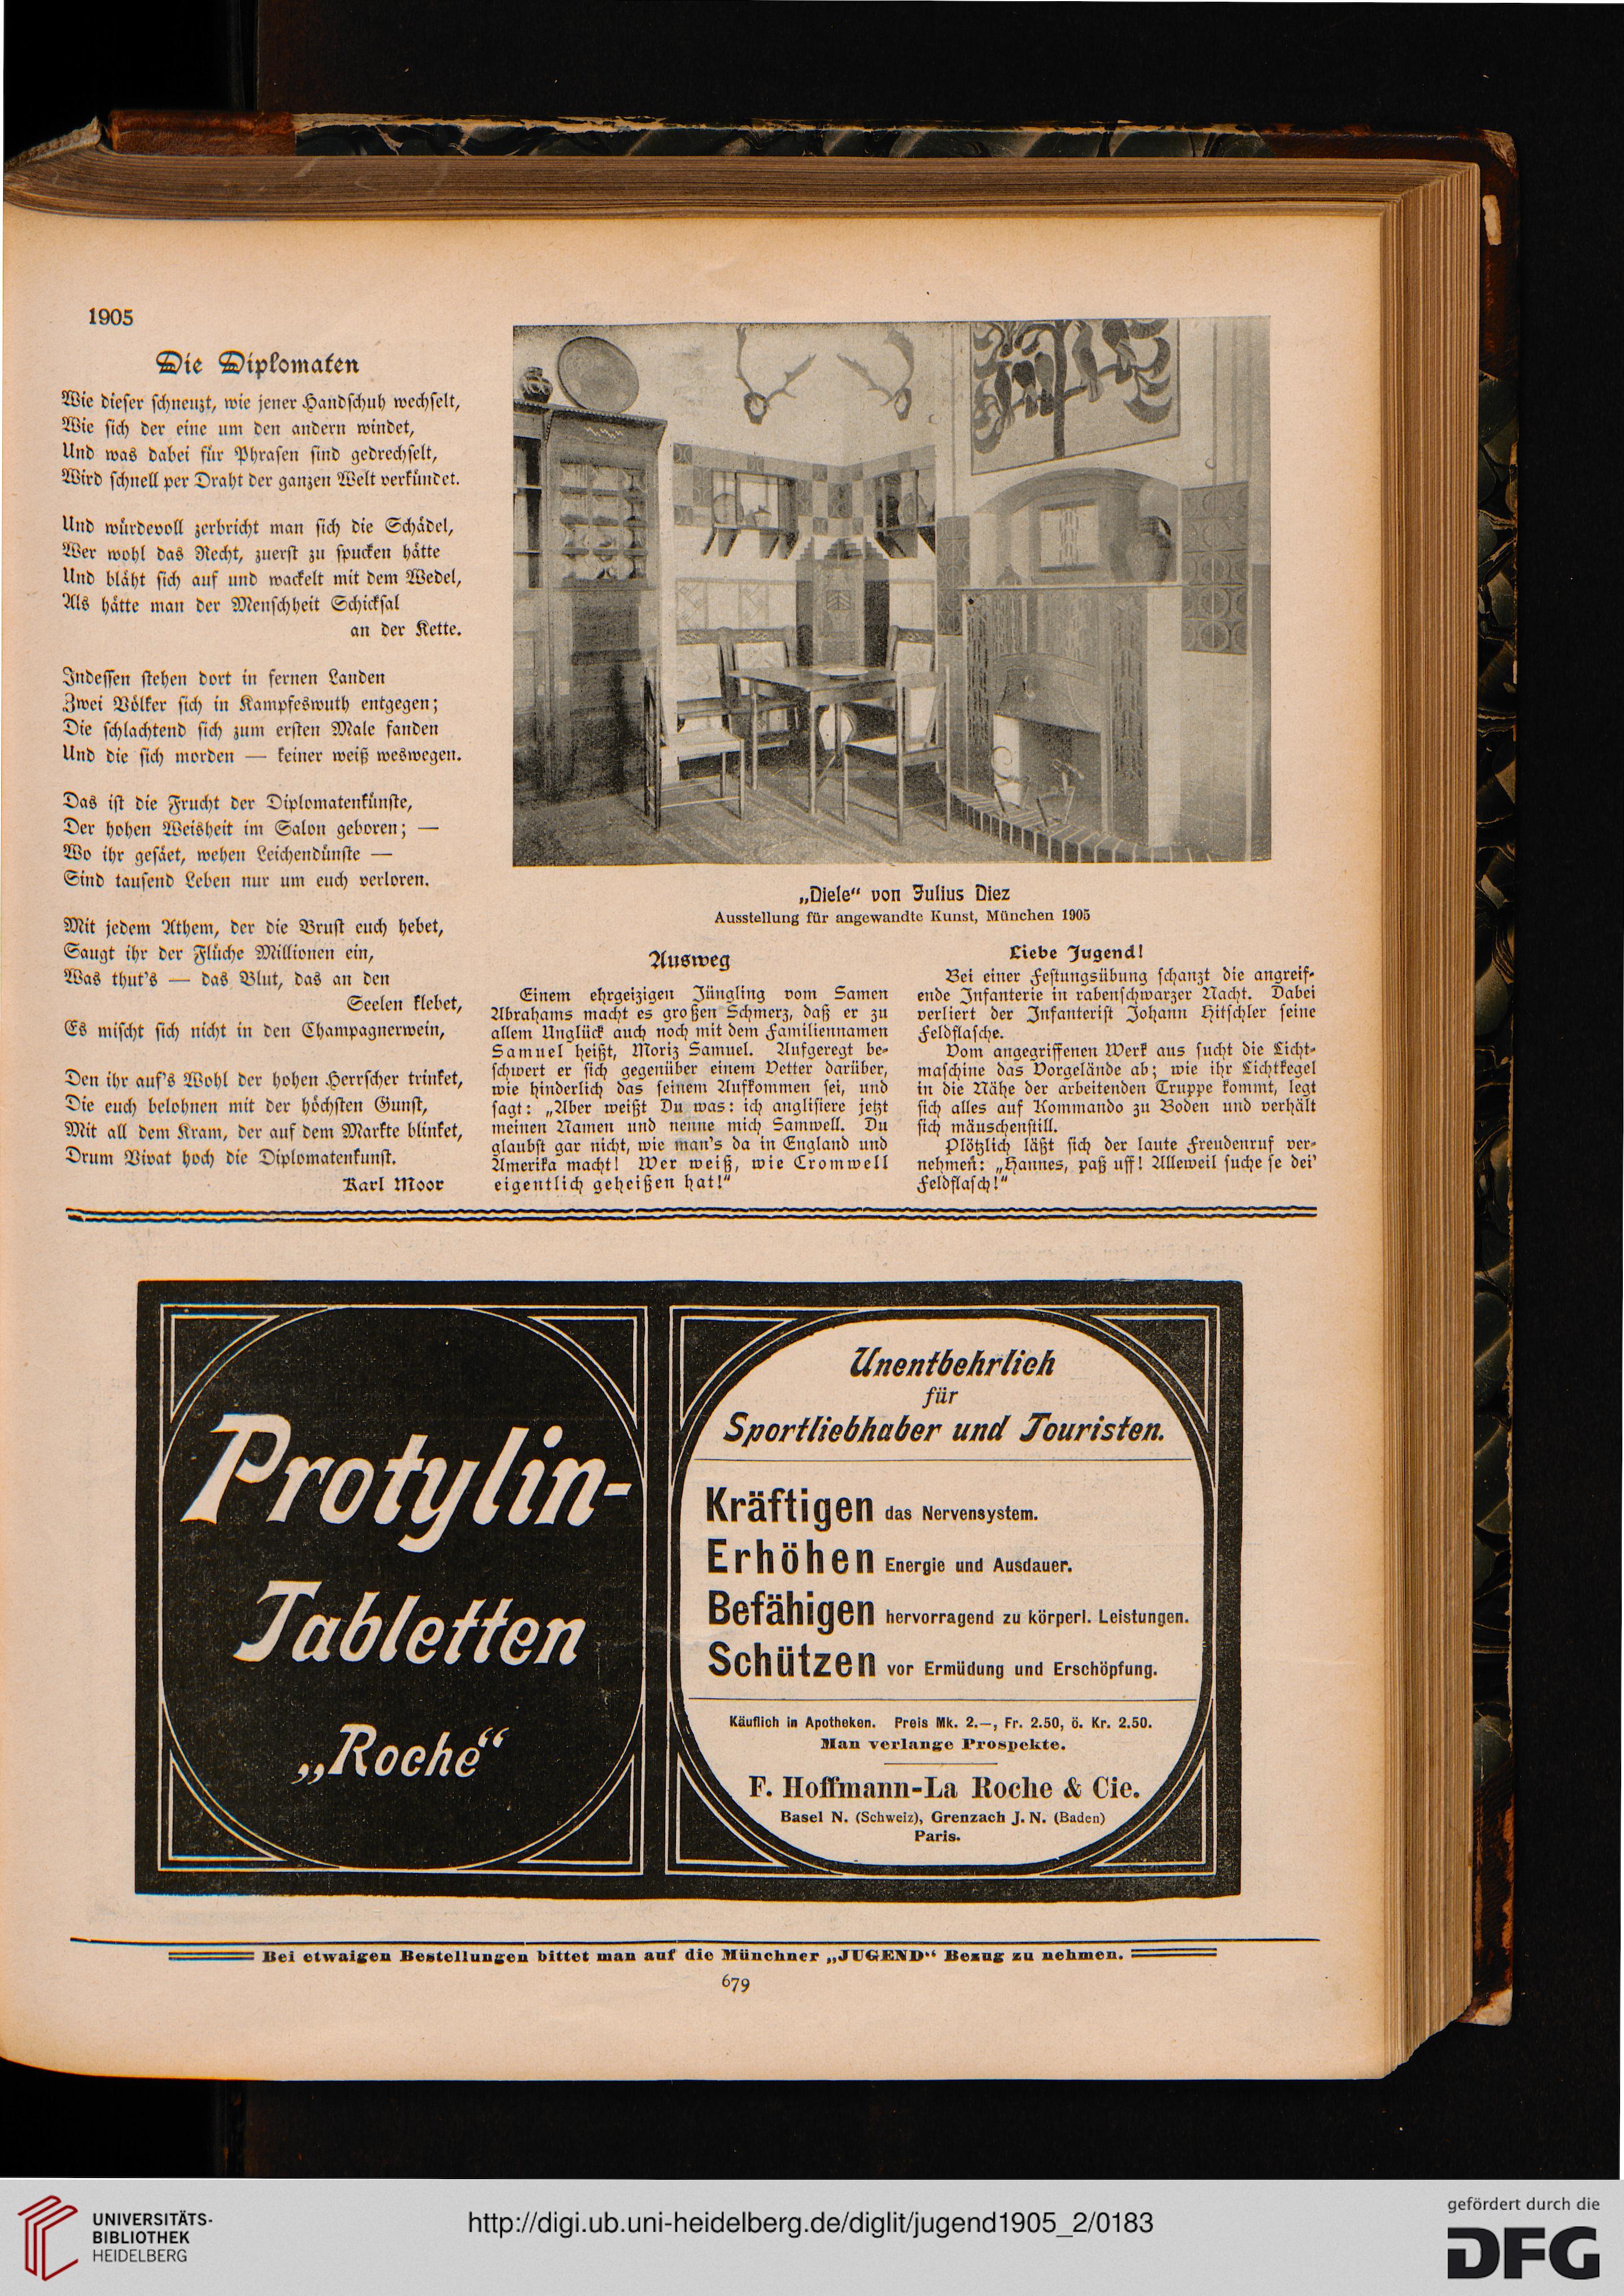 1905
Die Diplomaten
Wie dieser schneuzt, wie jener Handschuh wechselt,
Wie sich der eine um den andern windet,
Und was dabei für Phrasen sind gedrechselt,
Wird schnell per Draht der ganzen Welt verkündet.
Und würdevoll zerbricht man sich die Schädel,
Wer wohl das Recht, zuerst zu spucken hätte
Und bläht sich auf und wackelt mit dem Wedel,
Als hätte man der Menschheit Schicksal
an der Kette.
Indessen stehen dort in fernen Landen
Zwei Völker sich in Kampfeswuth entgegen;
Die schlachtend sich zum ersten Male fanden
Und die sich morden — keiner weiß weswegen.
Das ist die Frucht der Diplomatenkünste,
Der hohen Weisheit im Salon geboren; —
Wo ihr gesäet, wehen Leichendünste —
Sind tausend Leben nur um euch verloren.
Mit jedem Athem, der die Brust euch hebet,
Saugt ihr der Flüche Millionen ein,
Was thut's — das Blut, das an den
Seelen klebet,
Es mischt sich nicht in den Champagnerwein,
Den ihr auf's Wohl der hohen Herrscher trinket,
Die euch belohnen mit der höchsten Gunst,
Mit all dem Kram, der auf dem Markte blinket,
Drum Vivat hoch die Diplomatenkunst.
Karl Moor
„Diele“ von Julius Diez
Ausstellung für angewandte Kunst, München 1905
Ausweg
Einem ehrgeizigen Jüngling vom Samen
Abrahams macht es großen Schmerz, daß er zu
allem Unglück auch noch mit dem Familiennamen
Samuel heißt, Moriz Samuel. Aufgeregt be-
schwert er sich gegenüber einem Vetter darüber,
wie hinderlich das seinem Aufkommen sei, und
sagt: „Aber weißt Du was: ich anglisiere jetzt
meinen Namen und nenne mich Samwell. Du
glaubst gar nicht, wie man's da in England und
Amerika macht! Wer weiß, wie Cromwell
eigentlich geheißen hat!“
Liebe Jugend!
Bei einer Festungsübung schanzt die angreif-
ende Infanterie in rabenschwarzer Nacht. Dabei
verliert der Infanterist Johann Hitschler seine
Feldflasche.
Vom angegriffenen Werk aus sucht die Licht-
maschine das Vorgelände ab; wie ihr Lichtkegel
in die Nähe der arbeitenden Truppe kommt, legt
sich alles auf Kommando zu Boden und verhält
sich mäuschenstill.
Plötzlich läßt sich der laute Freudenruf ver-
nehmen: „Hannes, paß uff! Alleweil suche se dei'
Feldflasch!“
Protylin-
Tabletten
„Roche“
Unentbehrlich
für
Sportliebhaber und Touristen.
Kräftigen das Nervensystem.
Erhöhen Energie und Ausdauer.
Befähigen hervorragend zu körperl. Leistungen.
Schützen vor Ermüdung und Erschöpfung.
Käuflich in Apotheken. Preis Mk. 2.—, Fr. 2.50, ö. Kr. 2.50.
Man verlange Prospekte.
F. Hoffmann-La Roche & Cie.
Basel N. (Schweiz), Grenzach J. N. (Baden)
Paris.
Bei etwaigen Bestellungen bittet man auf die Münchner „JUGEND“ Bezug zu nehmen.
679
UNIVERSITÄTS-
BIBLIOTHEK
HEIDELBERG
http://digi.ub.uni-heidelberg.de/diglit/jugend1905_2/0183
gefördert durch die
DFG